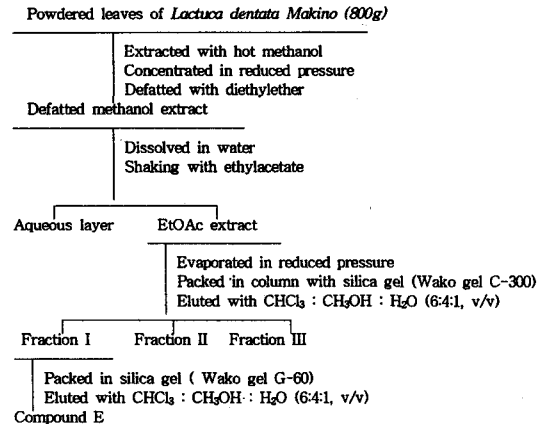 Powdered leaves of Lactuca dentata Makino (800g)
Extracted with hot methanol
Concentrated in reduced pressure
Defatted with diethylether
Defatted methanol extract
Dissolved in water
Shaking with ethylacetate
Aqueous layer EtOAc extract
Evaporated in reduced pressure
Packed in column with silica gel (Wako gel C-300)
Eluted with CHCl₃ : CH₃OH : H₂O (6:4:1, v/v)
Fraction I Fraction II Fraction III
Packed in silica gel ( Wako gel G-60)
Eluted with CHCl₃ : CH₃OH : H₂O (6:4:1, v/v)
Compound E